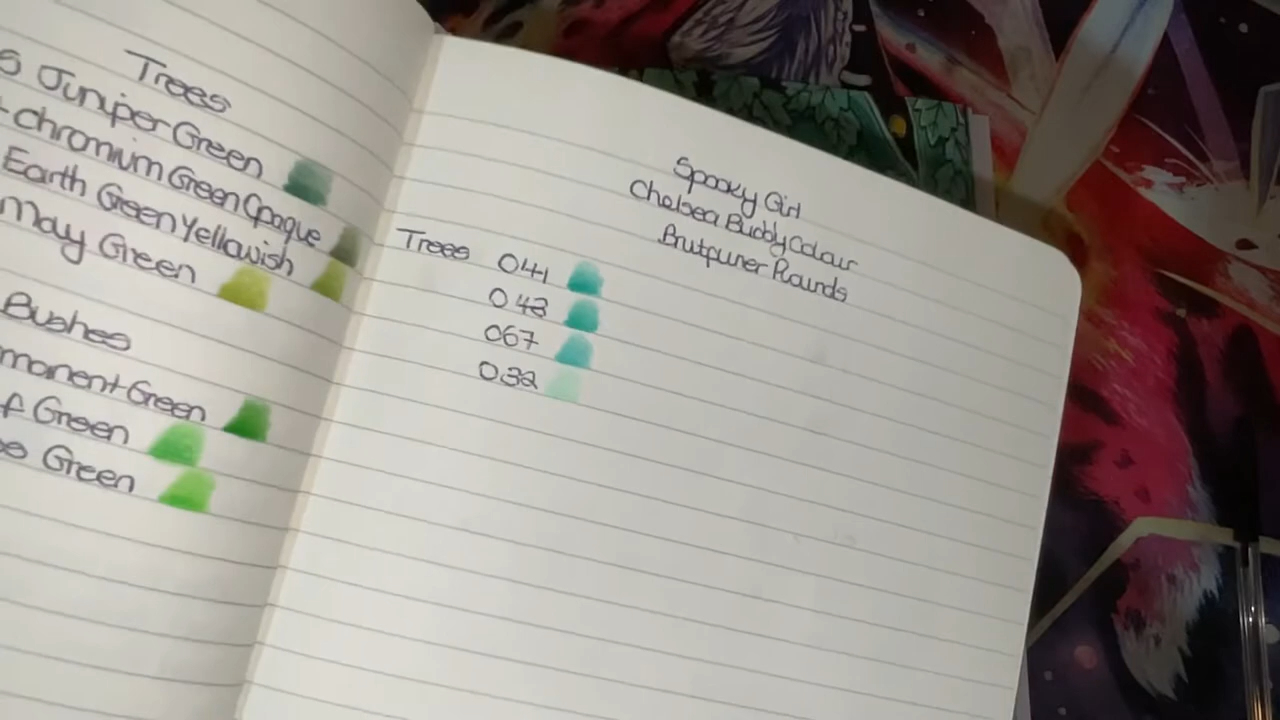 Trees
5 Juniper Green
chromium Green Opaque
Earth Green Yellowish
May Green
Bushes
manent Green
f Green
Green
Spooky Girl
Chelsea Buddy Colour
Brutfuner Rounds
Trees 041
043
067
032